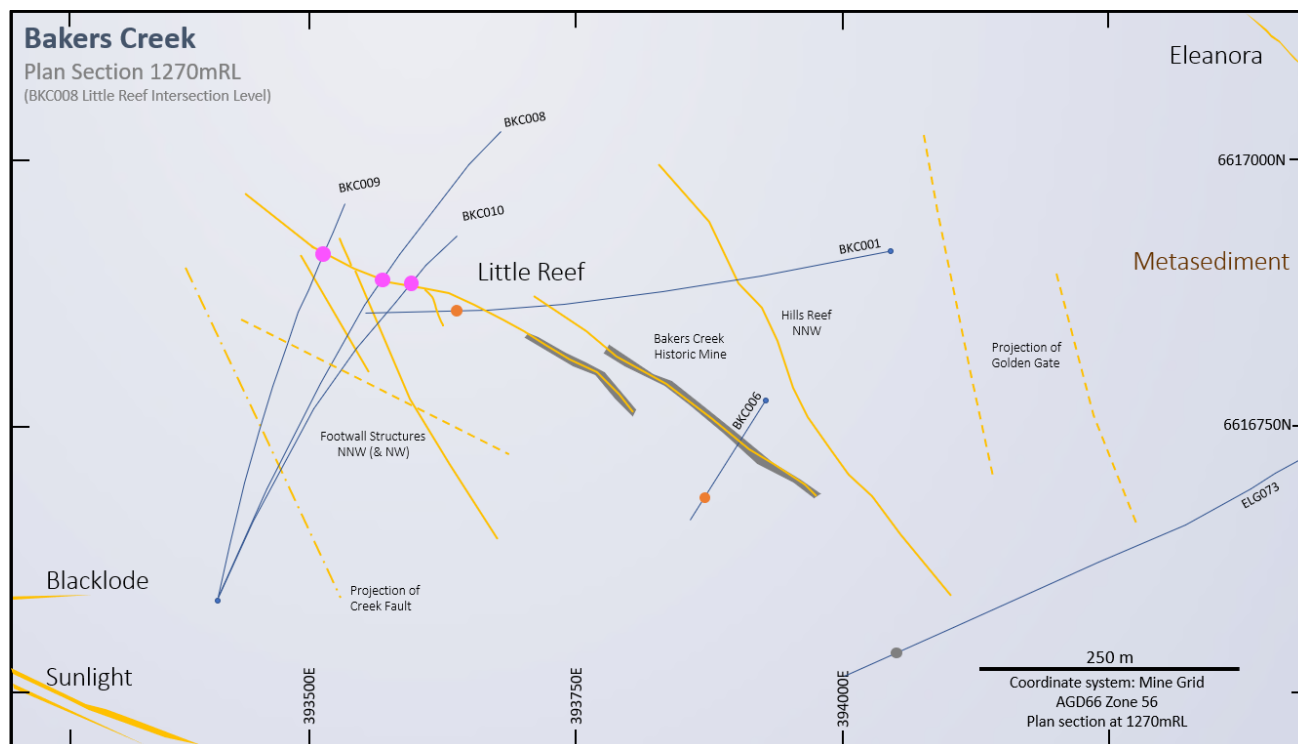 Bakers Creek
Plan Section 1270mRL
(BKC008 Little Reef Intersection Level)
Eleanora
BKC008
6617000N
BKC009
BKC010
BKC001
Little Reef
Metasediment
Hills Reef
NNW
Bakers Creek
Historic Mine
Projection of
Golden Gate
BKC006
Footwall Structures
NNW (& NW)
6616750N
ELG073
Blacklode
Projection of
Creek Fault
Sunlight
393500E
393750E
394000E
250 m
Coordinate system: Mine Grid
AGD66 Zone 56
Plan section at 1270mRL